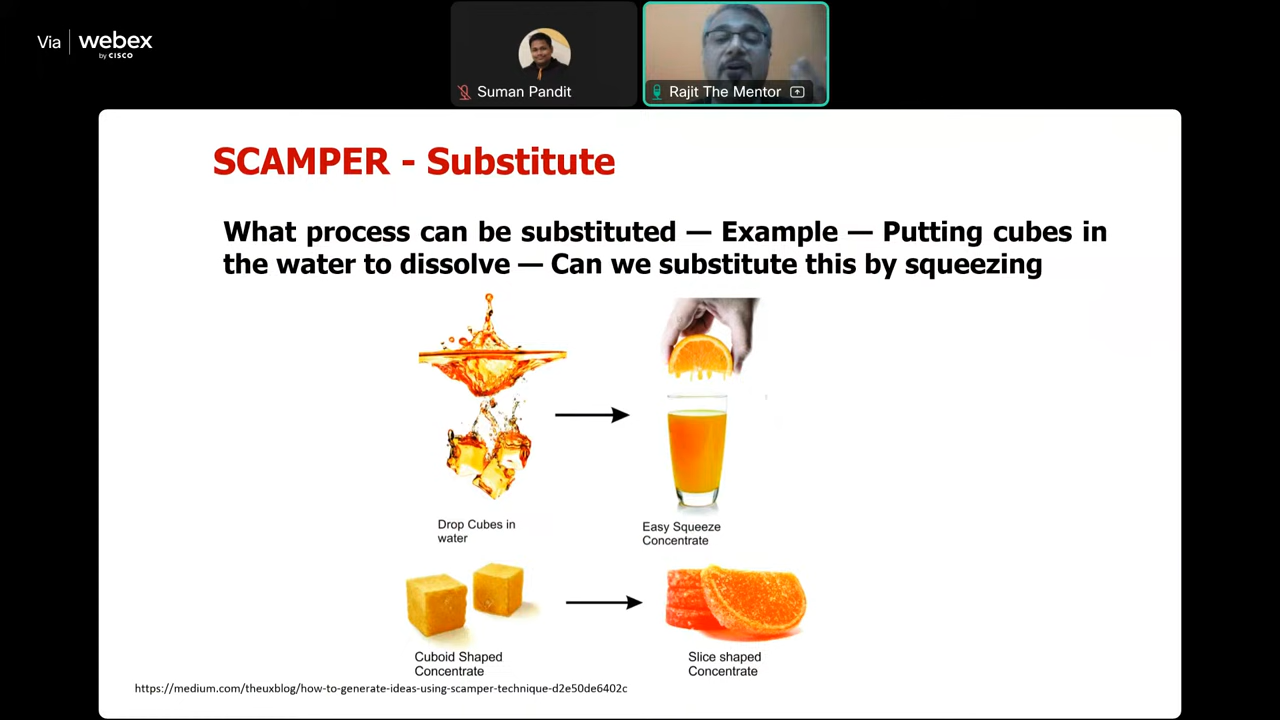 Via webex
by CISCO
Suman Pandit
Rajit The Mentor
SCAMPER - Substitute
What process can be substituted — Example — Putting cubes in
the water to dissolve — Can we substitute this by squeezing
Drop Cubes in
water
Easy Squeeze
Concentrate
Cuboid Shaped
Concentrate
Slice shaped
Concentrate
https://medium.com/theuxblog/how-to-generate-ideas-using-scamper-technique-d2e50de6402c